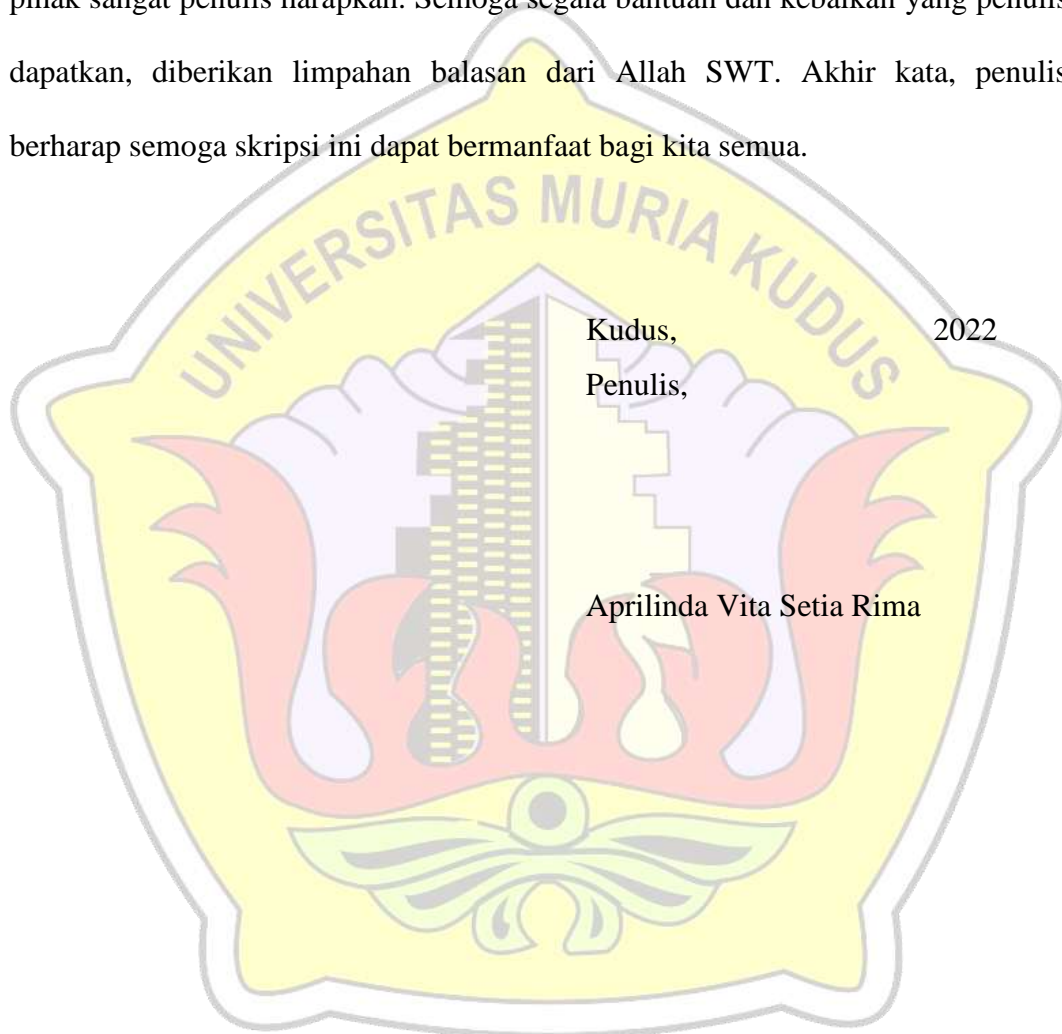 pihak sangat penulis harapkan. Semoga segala bantuan dan kebaikan yang penulis
dapatkan, diberikan limpahan balasan dari Allah SWT. Akhir kata, penulis
berharap semoga skripsi ini dapat bermanfaat bagi kita semua.
UNIVERSITAS MURIA KUDUS
Kudus, 2022
Penulis,
Aprilinda Vita Setia Rima